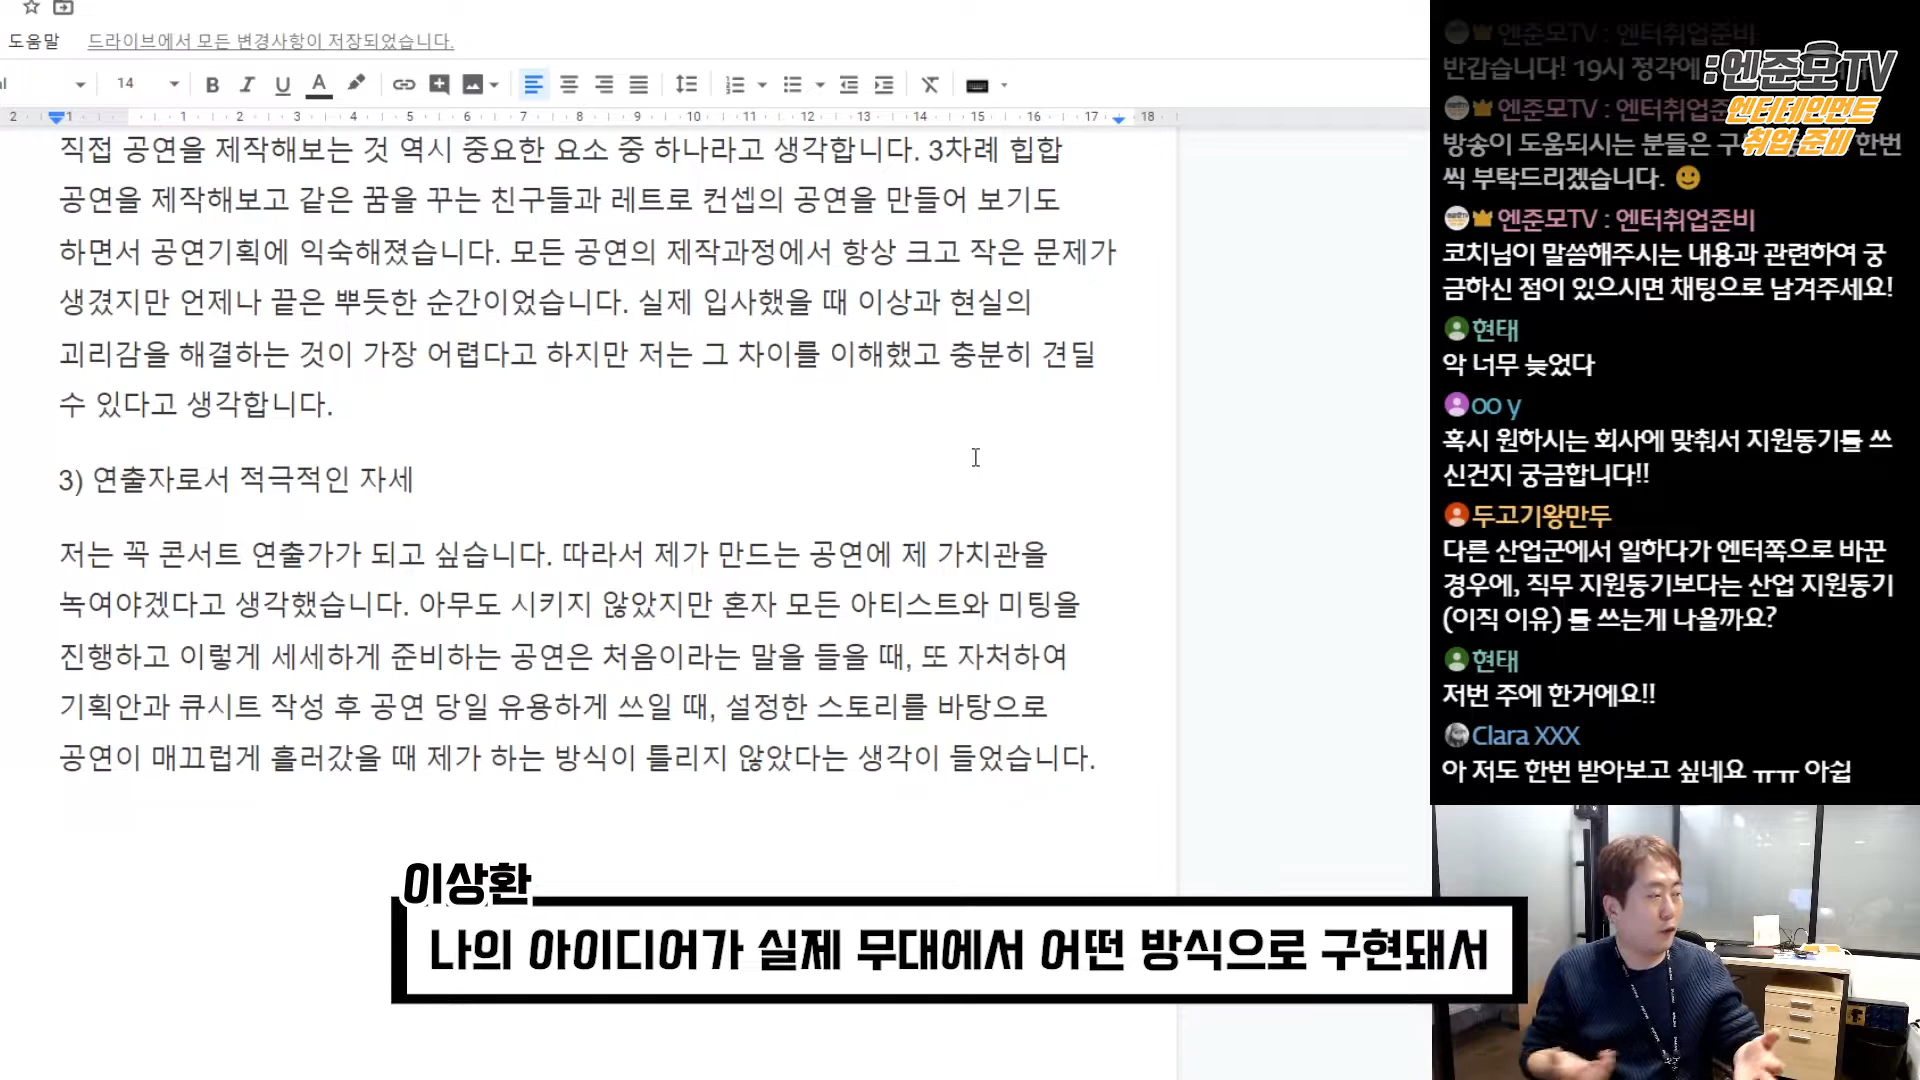 도움말 드라이브에서 모든 변경사항이 저장되었습니다.
14 B I U A
2 1 1 2 3 4 5 6 7 8 9 10 11 12 13 14 15 16 17 18
직접 공연을 제작해보는 것 역시 중요한 요소 중 하나라고 생각합니다. 3차례 힙합
공연을 제작해보고 같은 꿈을 꾸는 친구들과 레트로 컨셉의 공연을 만들어 보기도
하면서 공연기획에 익숙해졌습니다. 모든 공연의 제작과정에서 항상 크고 작은 문제가
생겼지만 언제나 끝은 뿌듯한 순간이었습니다. 실제 입사했을 때 이상과 현실의
괴리감을 해결하는 것이 가장 어렵다고 하지만 저는 그 차이를 이해했고 충분히 견딜
수 있다고 생각합니다.
3) 연출자로서 적극적인 자세
저는 꼭 콘서트 연출가가 되고 싶습니다. 따라서 제가 만드는 공연에 제 가치관을
녹여야겠다고 생각했습니다. 아무도 시키지 않았지만 혼자 모든 아티스트와 미팅을
진행하고 이렇게 세세하게 준비하는 공연은 처음이라는 말을 들을 때, 또 자처하여
기획안과 큐시트 작성 후 공연 당일 유용하게 쓰일 때, 설정한 스토리를 바탕으로
공연이 매끄럽게 흘러갔을 때 제가 하는 방식이 틀리지 않았다는 생각이 들었습니다.
이상환
나의 아이디어가 실제 무대에서 어떤 방식으로 구현돼서
:엔준모TV
엔터테인먼트
취업 준비
엔준모TV : 엔터취업준비
반갑습니다! 19시 정각에
엔준모TV : 엔터취업준
방송이 도움되시는 분들은 한번
씩 부탁드리겠습니다.
엔준모TV : 엔터취업준비
코치님이 말씀해주시는 내용과 관련하여 궁
금하신 점이 있으시면 채팅으로 남겨주세요!
현태
악 너무 늦었다
oo y
혹시 원하시는 회사에 맞춰서 지원동기를 쓰
신건지 궁금합니다!!
두고기왕만두
다른 산업군에서 일하다가 엔터쪽으로 바꾼
경우에, 직무 지원동기보다는 산업 지원동기
(이직 이유) 를 쓰는게 나을까요?
현태
저번 주에 한거에요!!
Clara XXX
아 저도 한번 받아보고 싶네요 ㅠㅠ 아쉽